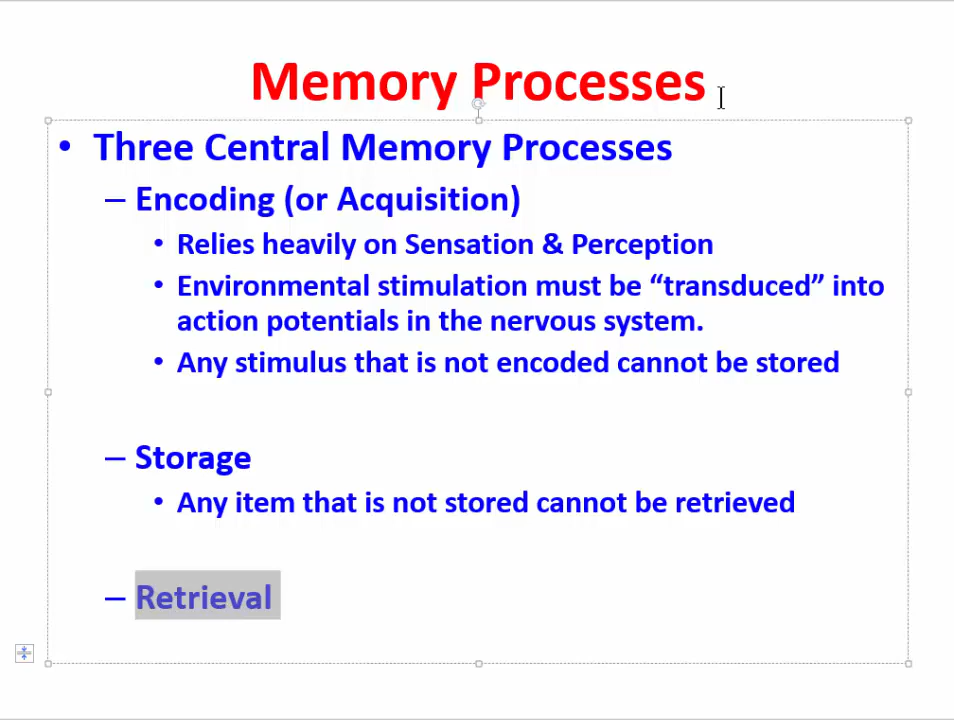 Memory Processes
• Three Central Memory Processes
– Encoding (or Acquisition)
• Relies heavily on Sensation & Perception
• Environmental stimulation must be “transduced” into
action potentials in the nervous system.
• Any stimulus that is not encoded cannot be stored
– Storage
• Any item that is not stored cannot be retrieved
– Retrieval